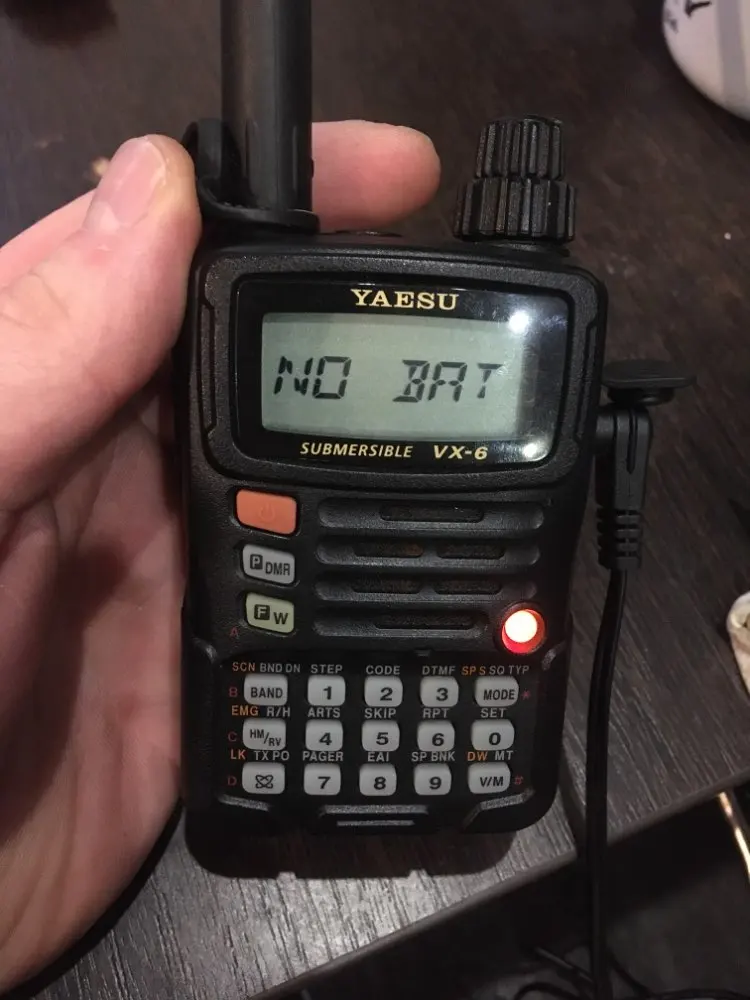 YAESU
NO BAT
SUBMERSIBLE VX-6
P DMR
F W
A
SCN BND DN STEP CODE DTMF SP S SQ TYP
B BAND 1 2 3 MODE *
EMG R/H ARTS SKIP RPT SET
C HM/RV 4 5 6 0
LK TX PO PAGER EAI SP BNK DW MT
D 7 8 9 V/M #